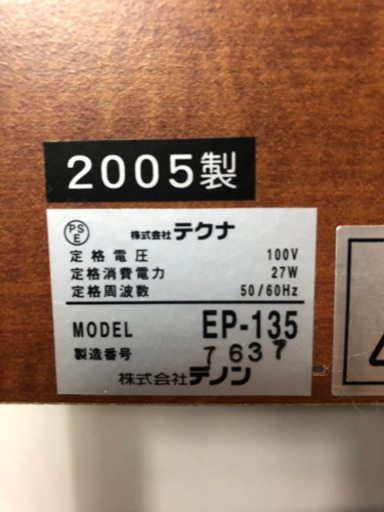 2005製
PSE
株式会社テクナ
定格電圧 100V
定格消費電力 27W
定格周波数 50/60Hz
MODEL EP-135
製造番号 7637
株式会社テノン